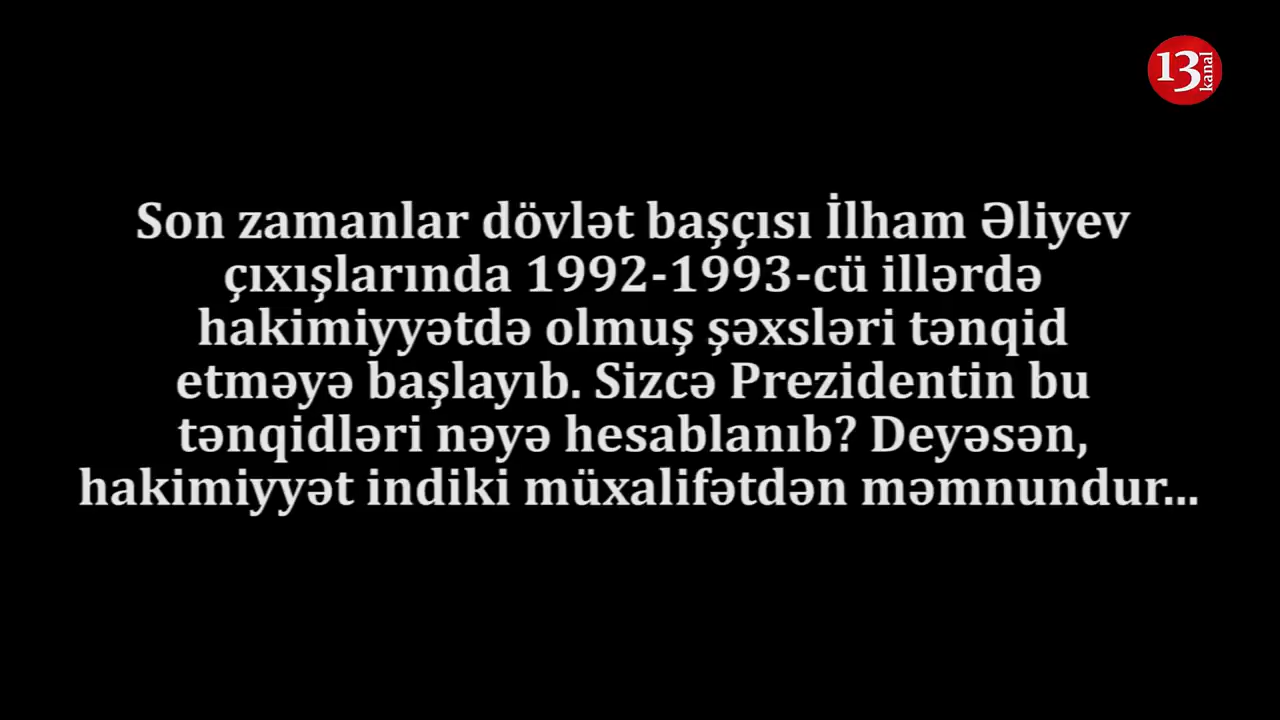 13 kanal
Son zamanlar dövlət başçısı İlham Əliyev
çıxışlarında 1992-1993-cü illərdə
hakimiyyətdə olmuş şəxsləri tənqid
etməyə başlayıb. Sizcə Prezidentin bu
tənqidləri nəyə hesablanıb? Deyəsən,
hakimiyyət indiki müxalifətdən məmnundur...